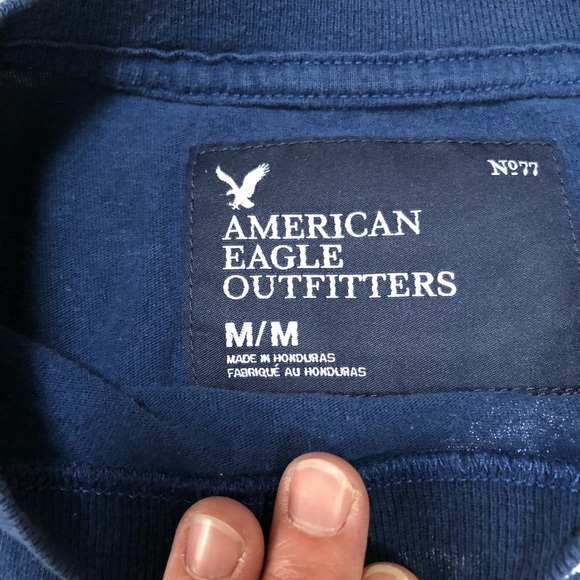 Nº77
AMERICAN
EAGLE
OUTFITTERS
M/M
MADE IN HONDURAS
FABRIQUÉ AU HONDURAS